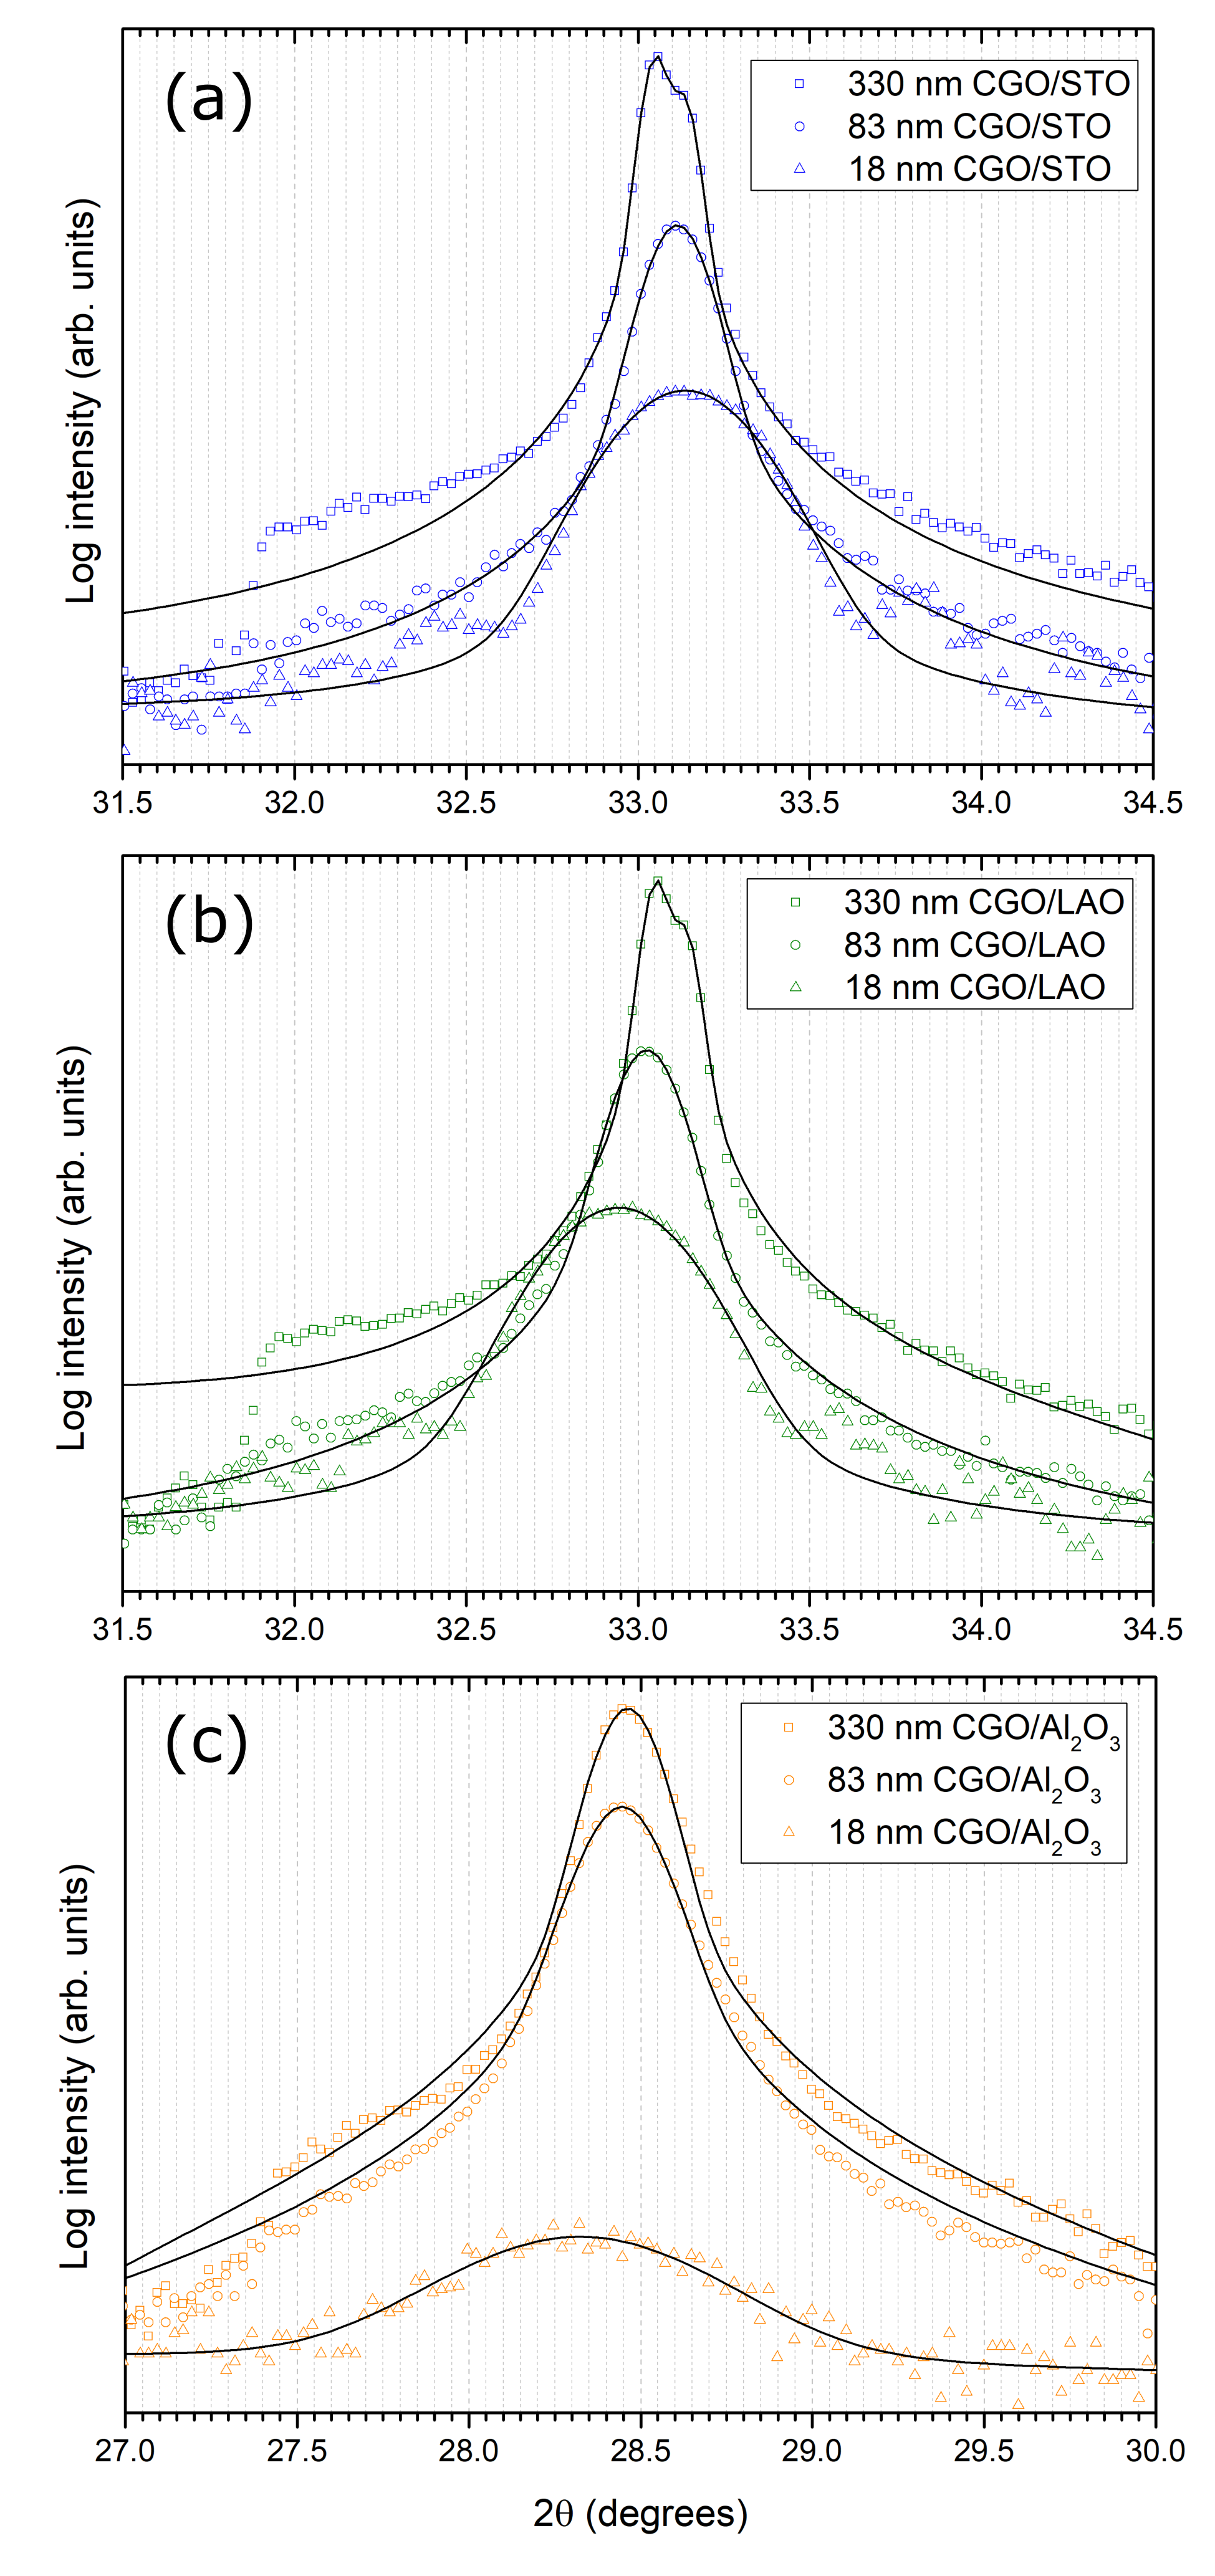 (a)
330 nm CGO/STO
83 nm CGO/STO
18 nm CGO/STO
Log intensity (arb. units)
31.5 32.0 32.5 33.0 33.5 34.0 34.5
(b)
330 nm CGO/LAO
83 nm CGO/LAO
18 nm CGO/LAO
Log intensity (arb. units)
31.5 32.0 32.5 33.0 33.5 34.0 34.5
(c)
330 nm CGO/Al₂O₃
83 nm CGO/Al₂O₃
18 nm CGO/Al₂O₃
Log intensity (arb. units)
27.0 27.5 28.0 28.5 29.0 29.5 30.0
2θ (degrees)